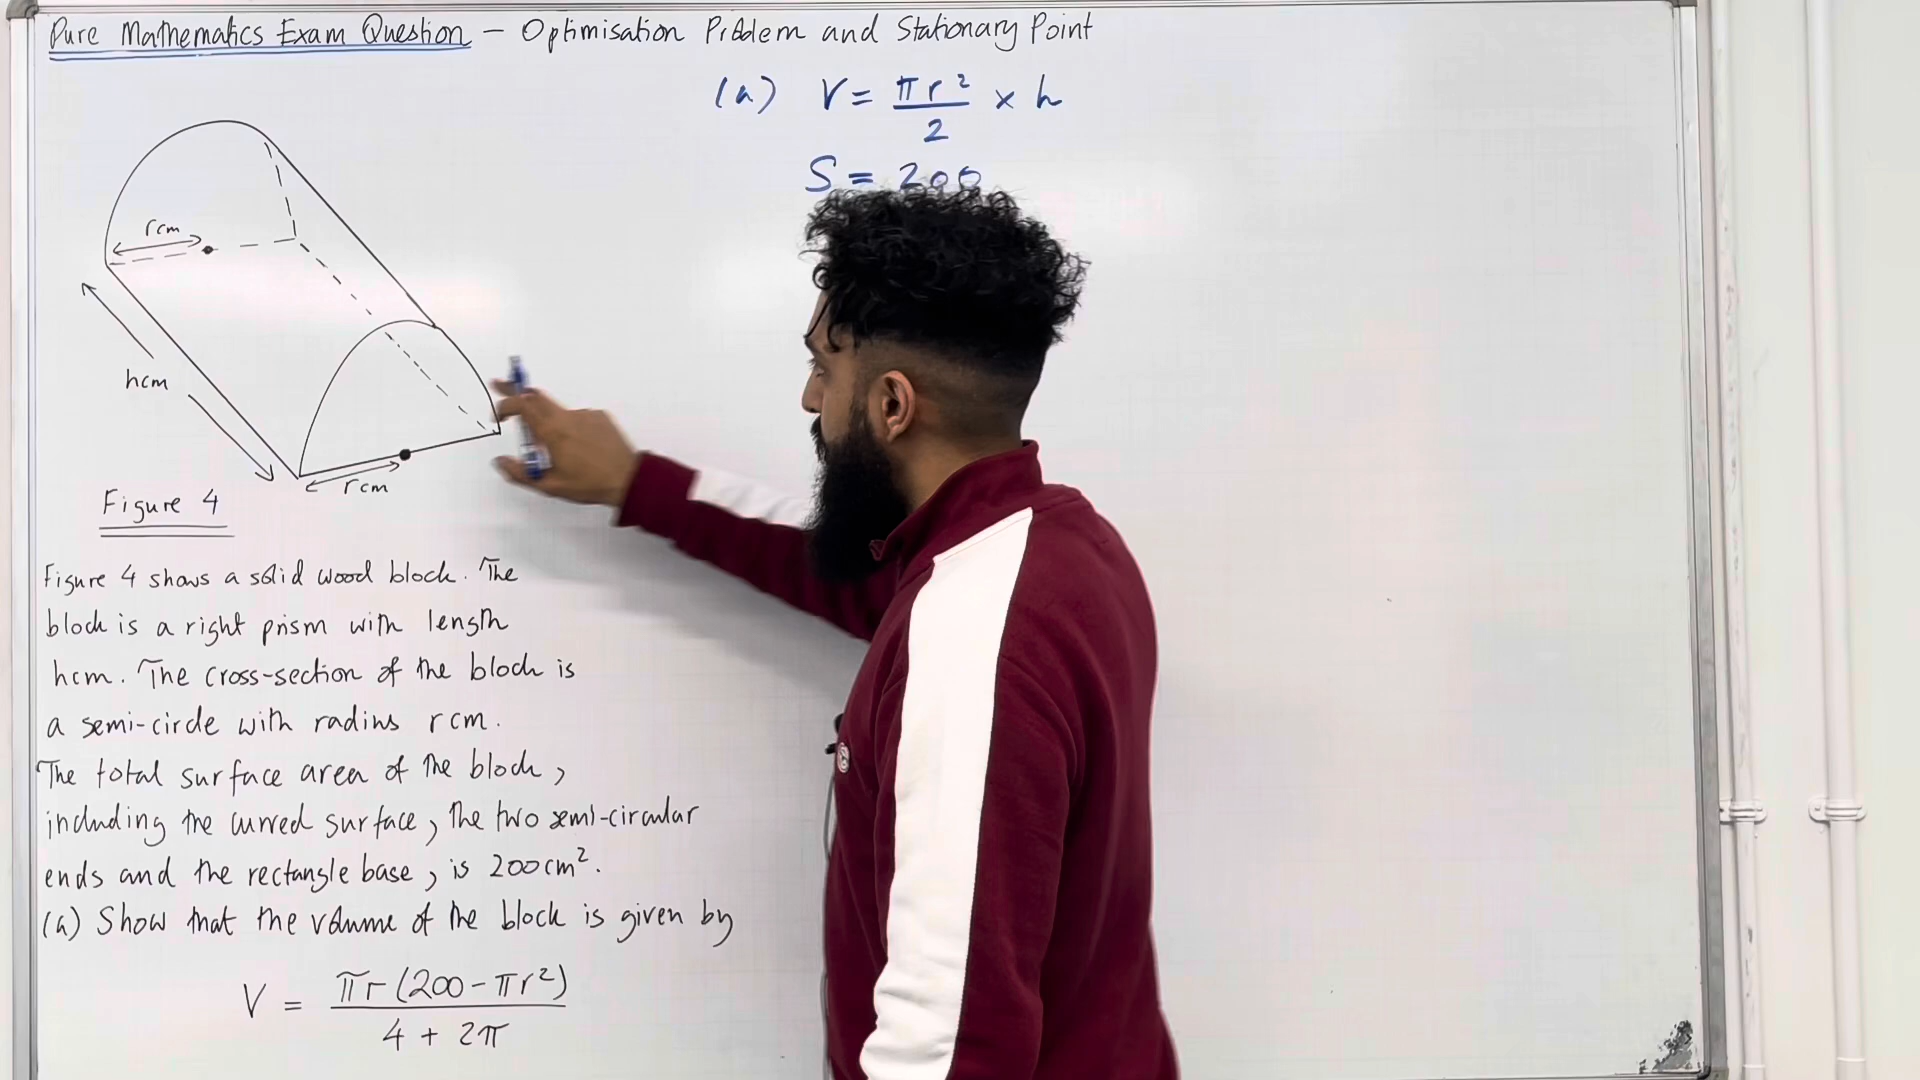 Pure Mathematics Exam Question - Optimisation Problem and Stationary Point
(a) V = πr² / 2 × h
S = 200
rcm
hcm
rcm
Figure 4
Figure 4 shows a solid wood block. The
block is a right prism with length
hcm. The cross-section of the block is
a semi-circle with radius r cm.
The total surface area of the block,
including the curved surface, the two semi-circular
ends and the rectangle base, is 200cm².
(a) Show that the volume of the block is given by
V = πr(200-πr²) / 4 + 2π